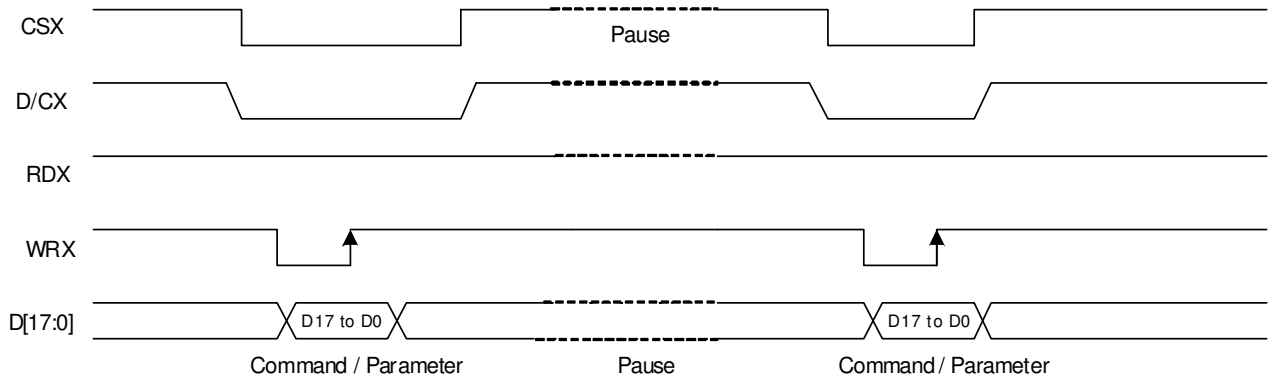 CSX
Pause
D/CX
RDX
WRX
D[17:0]
D17 to D0
D17 to D0
Command / Parameter
Pause
Command / Parameter